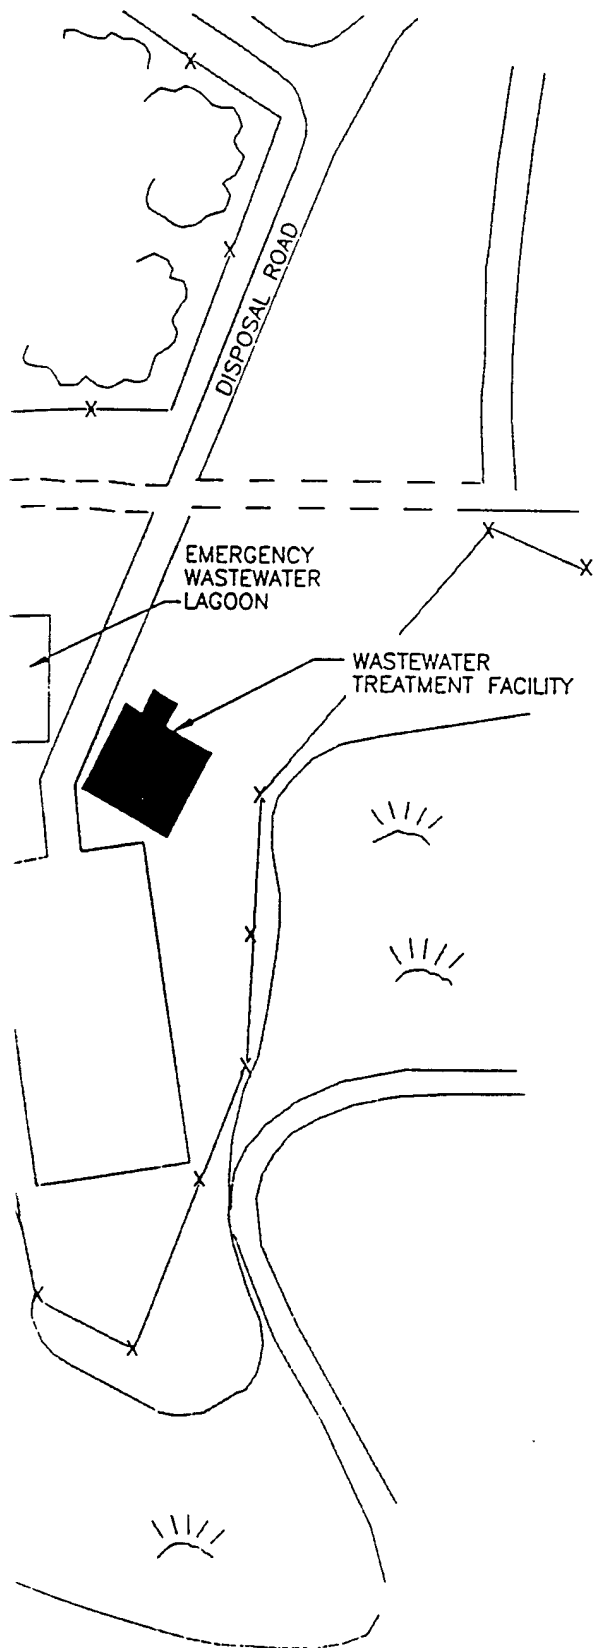 DISPOSAL ROAD
EMERGENCY
WASTEWATER
LAGOON
WASTEWATER
TREATMENT FACILITY